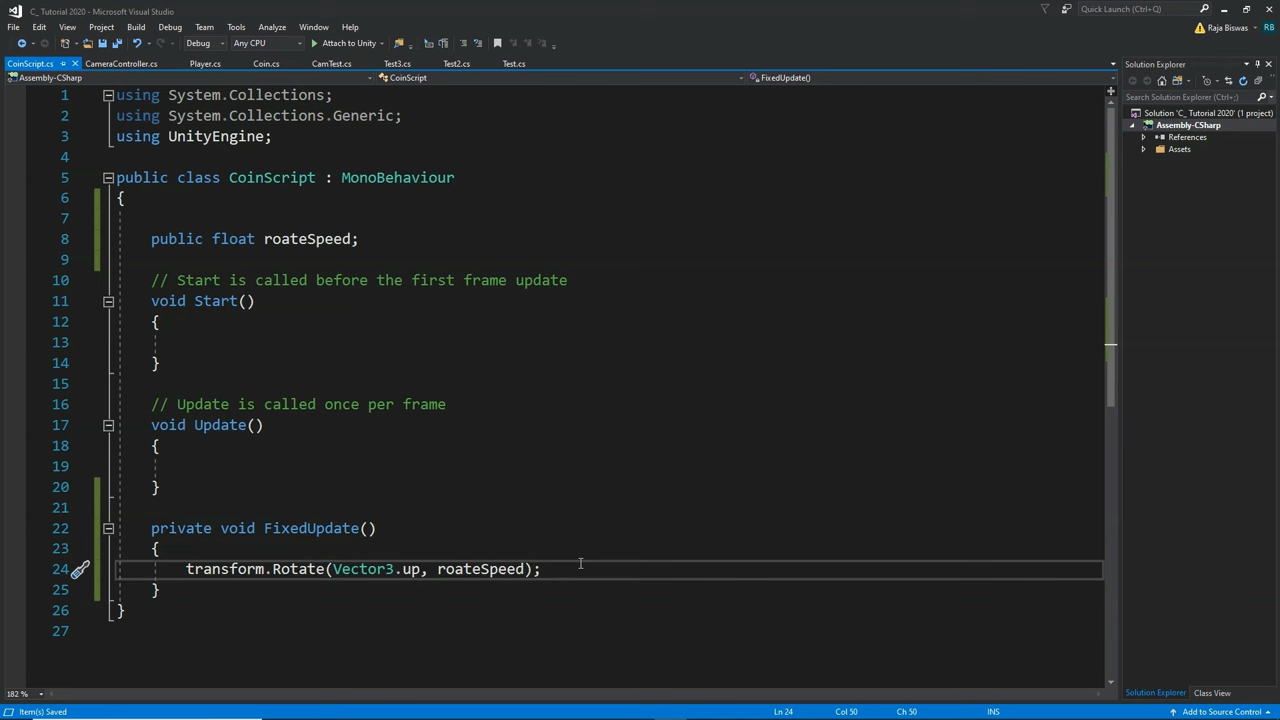 C_ Tutorial 2020 - Microsoft Visual Studio
Quick Launch (Ctrl+Q)
File Edit View Project Build Debug Team Tools Analyze Window Help
Raja Biswas RB
Debug Any CPU Attach to Unity
CoinScript.cs CameraController.cs Player.cs Coin.cs CamTest.cs Test3.cs Test2.cs Test.cs
Assembly-CSharp CoinScript FixedUpdate()
Solution Explorer
Search Solution Explorer (Ctrl+;)
Solution 'C_ Tutorial 2020' (1 project)
Assembly-CSharp
References
Assets
1 using System.Collections;
2 using System.Collections.Generic;
3 using UnityEngine;
4
5 public class CoinScript : MonoBehaviour
6 {
7
8 public float roateSpeed;
9
10 // Start is called before the first frame update
11 void Start()
12 {
13
14 }
15
16 // Update is called once per frame
17 void Update()
18 {
19
20 }
21
22 private void FixedUpdate()
23 {
24 transform.Rotate(Vector3.up, roateSpeed);
25 }
26 }
27
182 %
Solution Explorer Class View
Item(s) Saved Ln 24 Col 50 Ch 50 INS Add to Source Control